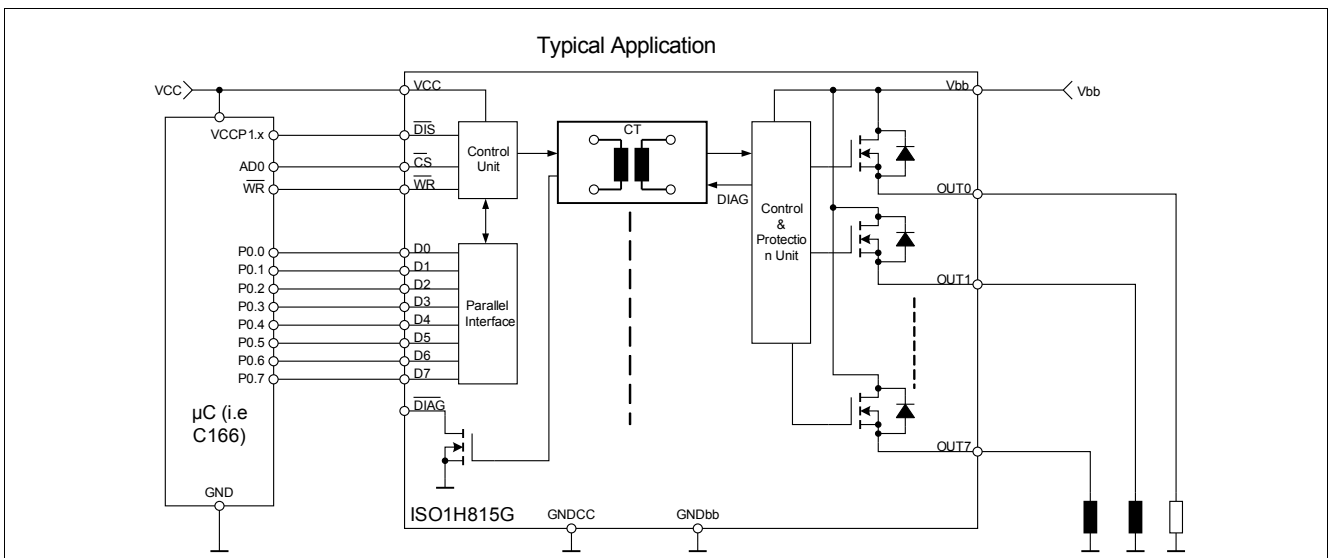 Typical Application
VCC
VCC
Vbb
Vbb
VCCP1.x
DIS
AD0
CS
WR
WR
Control
Unit
CT
DIAG
Control
&
Protectio
n Unit
OUT0
OUT1
OUT7
P0.0
D0
P0.1
D1
P0.2
D2
P0.3
D3
P0.4
D4
P0.5
D5
P0.6
D6
P0.7
D7
Parallel
Interface
DIAG
µC (i.e
C166)
GND
ISO1H815G
GNDCC
GNDbb